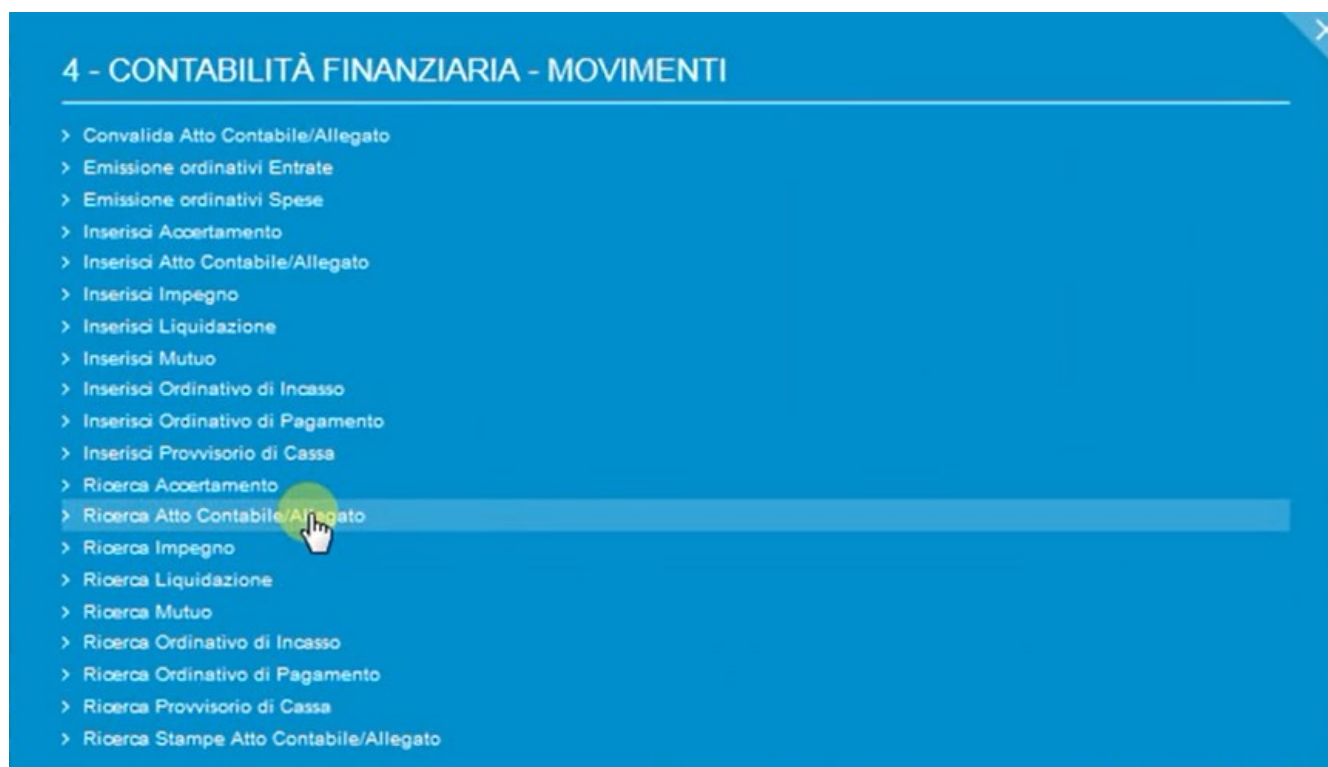 4 - CONTABILITÀ FINANZIARIA - MOVIMENTI
> Convalida Atto Contabile/Allegato
> Emissione ordinativi Entrate
> Emissione ordinativi Spese
> Inserisci Accertamento
> Inserisci Atto Contabile/Allegato
> Inserisci Impegno
> Inserisci Liquidazione
> Inserisci Mutuo
> Inserisci Ordinativo di Incasso
> Inserisci Ordinativo di Pagamento
> Inserisci Provvisorio di Cassa
> Ricerca Accertamento
> Ricerca Atto Contabile/Allegato
> Ricerca Impegno
> Ricerca Liquidazione
> Ricerca Mutuo
> Ricerca Ordinativo di Incasso
> Ricerca Ordinativo di Pagamento
> Ricerca Provvisorio di Cassa
> Ricerca Stampe Atto Contabile/Allegato